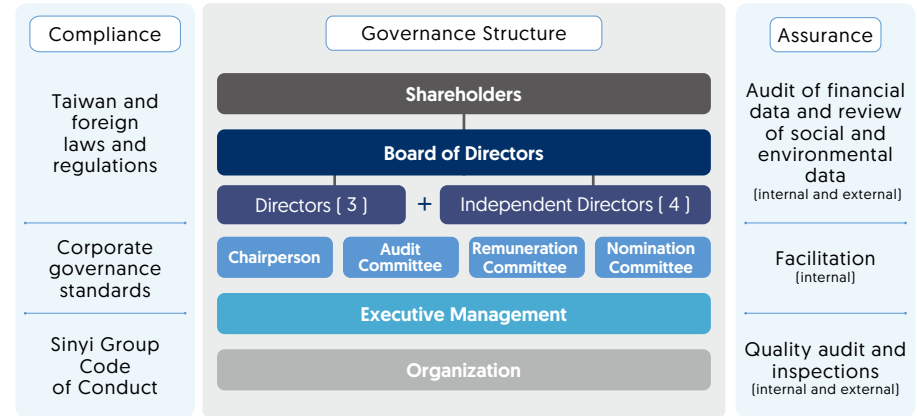 Compliance
Taiwan and
foreign
laws and
regulations
Corporate
governance
standards
Sinyi Group
Code
of Conduct
Governance Structure
Shareholders
Board of Directors
Directors ( 3 )
+
Independent Directors ( 4 )
Chairperson
Audit
Committee
Remuneration
Committee
Nomination
Committee
Executive Management
Organization
Assurance
Audit of financial
data and review
of social and
environmental
data
(internal and external)
Facilitation
(internal)
Quality audit and
inspections
(internal and external)